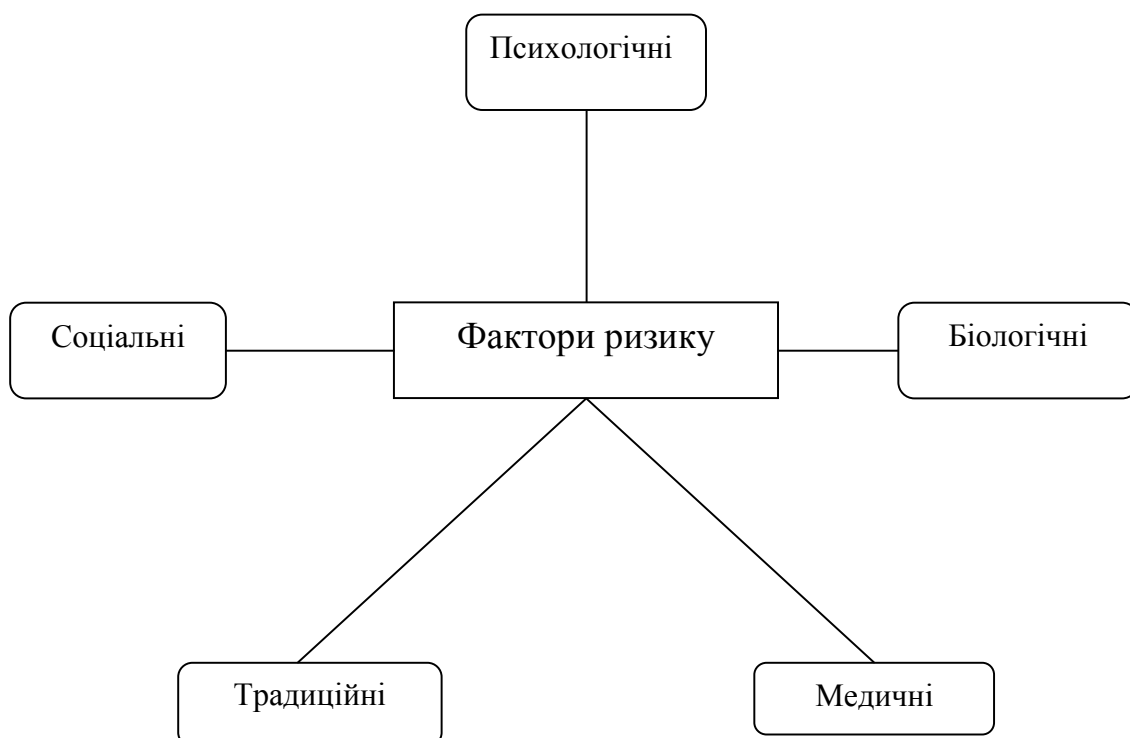 Психологічні
Соціальні
Фактори ризику
Біологічні
Традиційні
Медичні